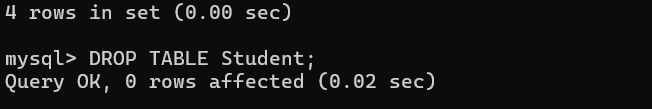 4 rows in set (0.00 sec)
mysql> DROP TABLE Student;
Query OK, 0 rows affected (0.02 sec)